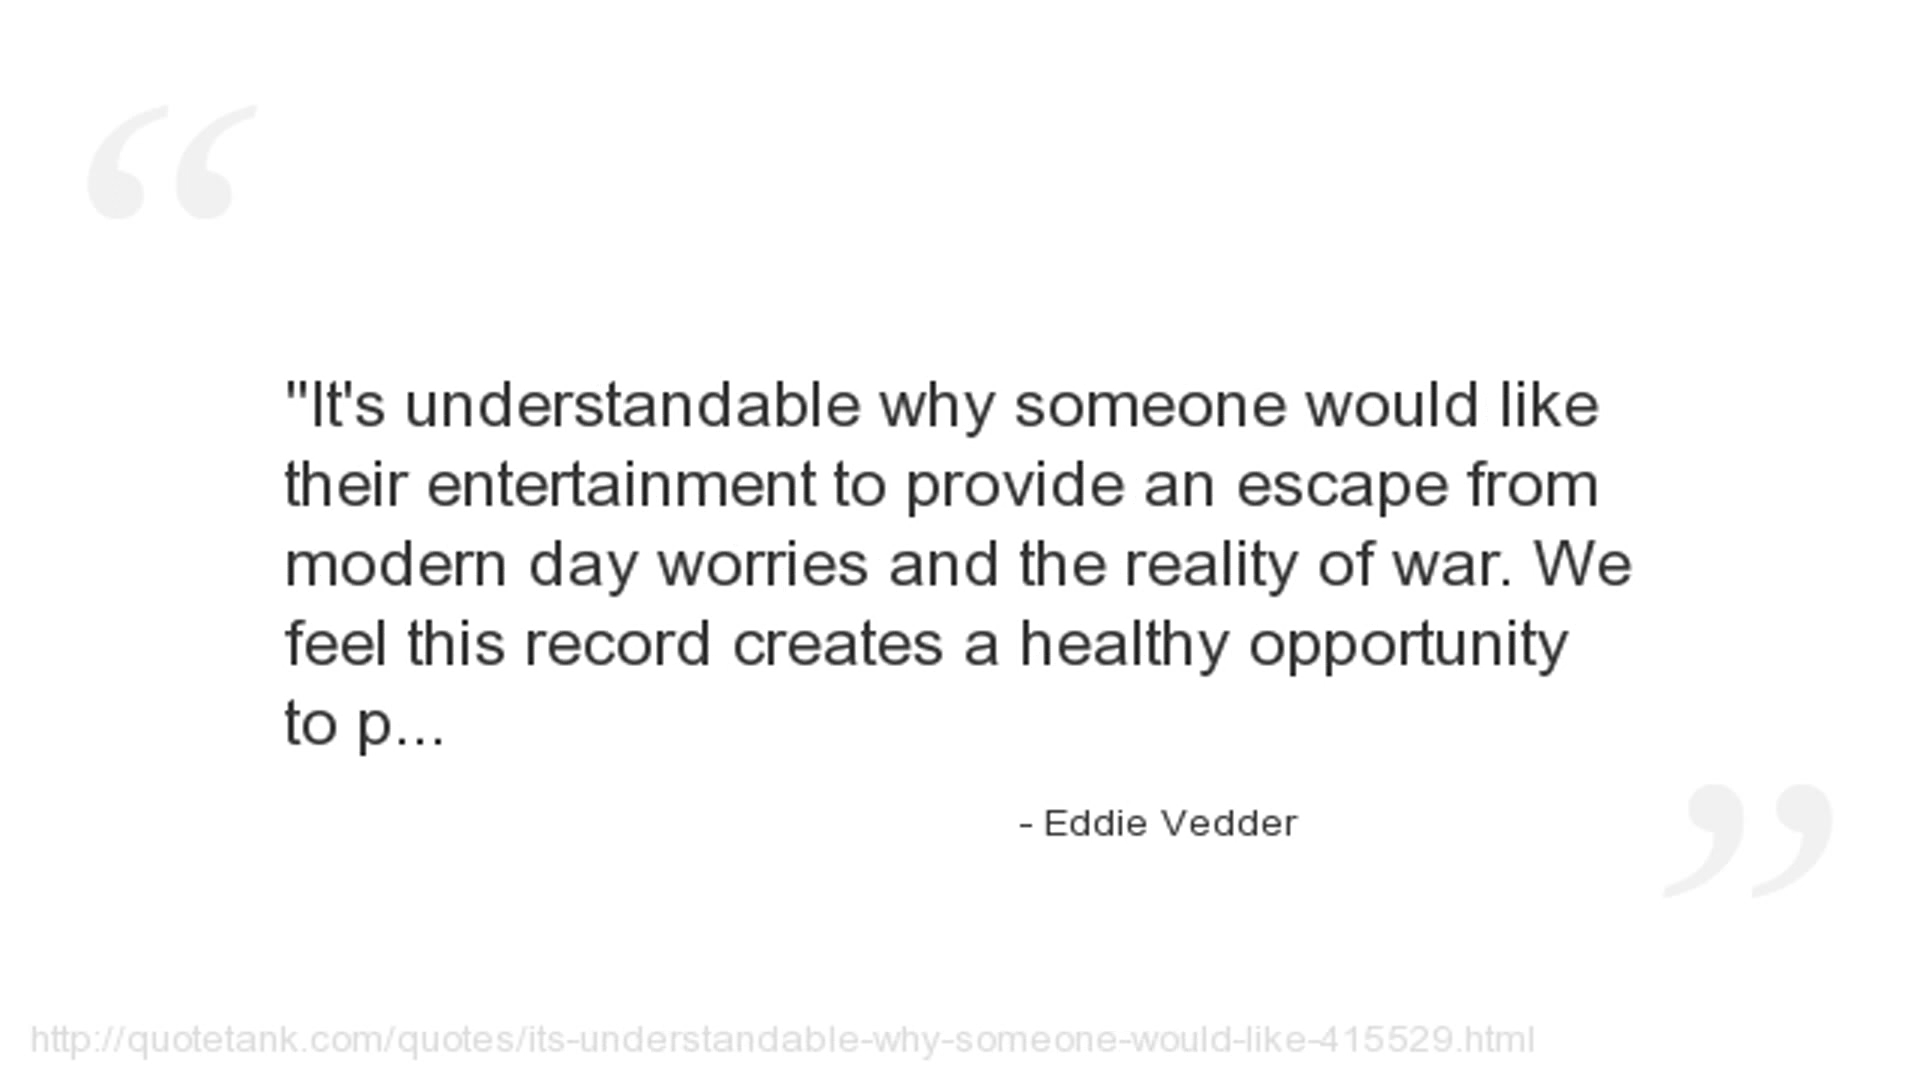 "It's understandable why someone would like
their entertainment to provide an escape from
modern day worries and the reality of war. We
feel this record creates a healthy opportunity
to p...
- Eddie Vedder
http://quotetank.com/quotes/its-understandable-why-someone-would-like-415529.html